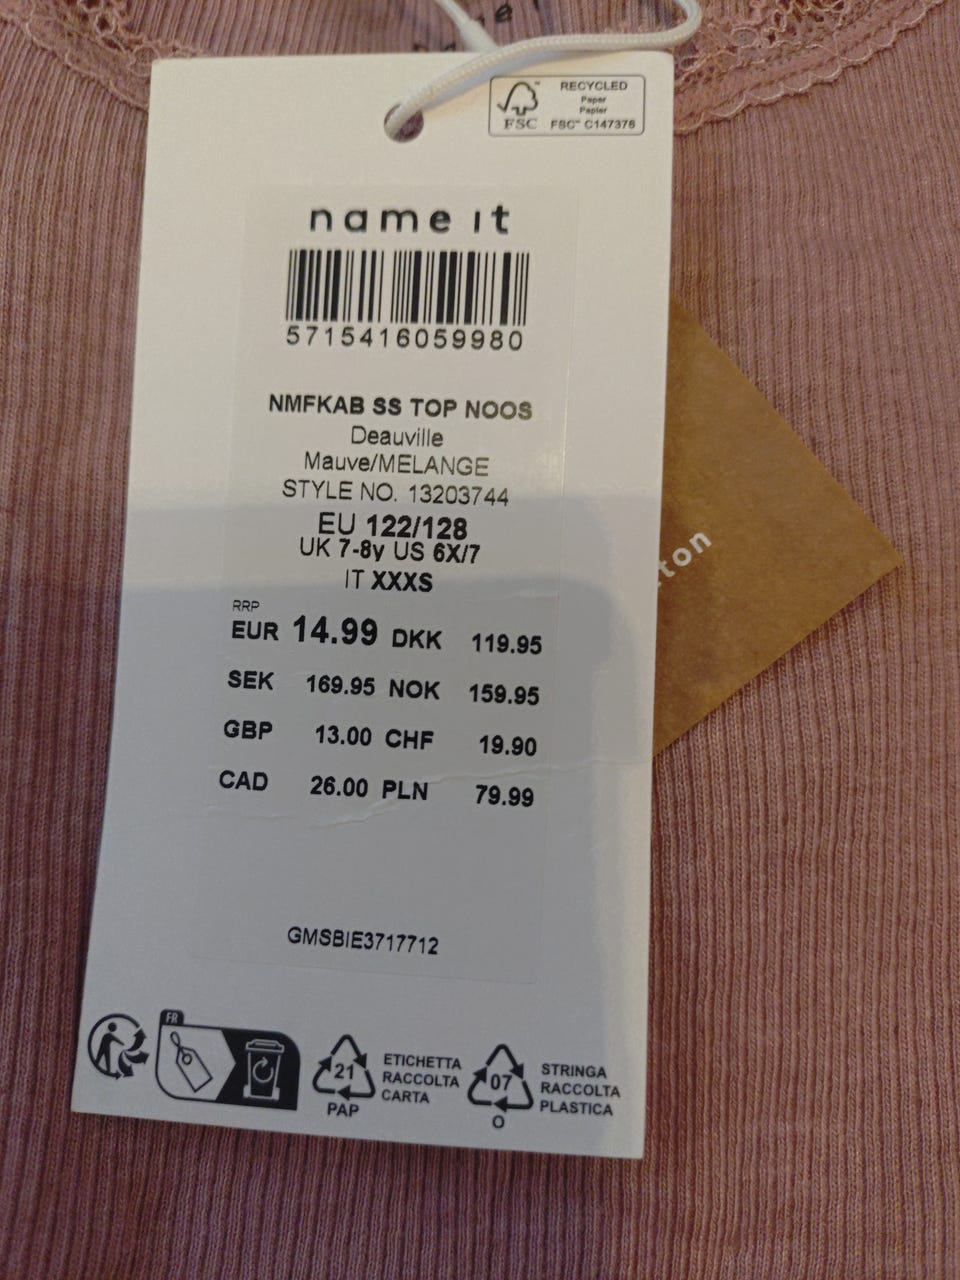 RECYCLED
Paper
Papier
FSC™ C147376
FSC
name it
5715416059980
NMFKAB SS TOP NOOS
Deauville
Mauve/MELANGE
STYLE NO. 13203744
EU 122/128
UK 7-8y US 6X/7
IT XXXS
RRP
EUR 14.99 DKK 119.95
SEK 169.95 NOK 159.95
GBP 13.00 CHF 19.90
CAD 26.00 PLN 79.99
GMSBIE3717712
FR
21
PAP
ETICHETTA
RACCOLTA
CARTA
07
O
STRINGA
RACCOLTA
PLASTICA